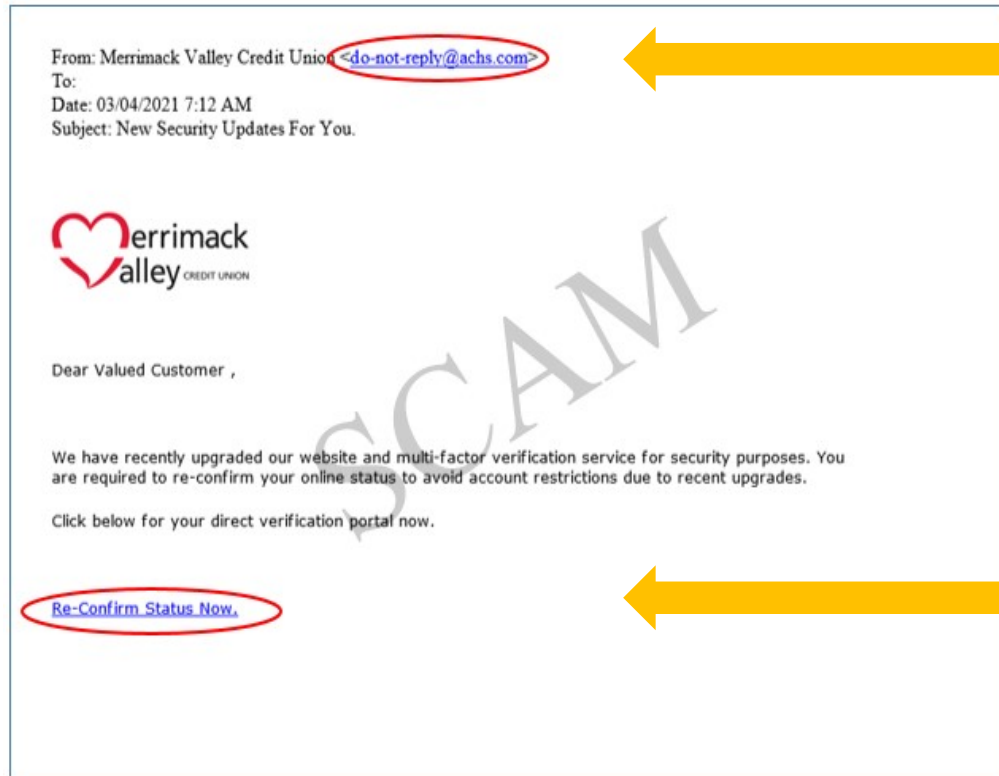 From: Merrimack Valley Credit Union <do-not-reply@achs.com>
To:
Date: 03/04/2021 7:12 AM
Subject: New Security Updates For You.
Merrimack
Valley CREDIT UNION
Dear Valued Customer ,
SCAM
We have recently upgraded our website and multi-factor verification service for security purposes. You
are required to re-confirm your online status to avoid account restrictions due to recent upgrades.
Click below for your direct verification portal now.
Re-Confirm Status Now.